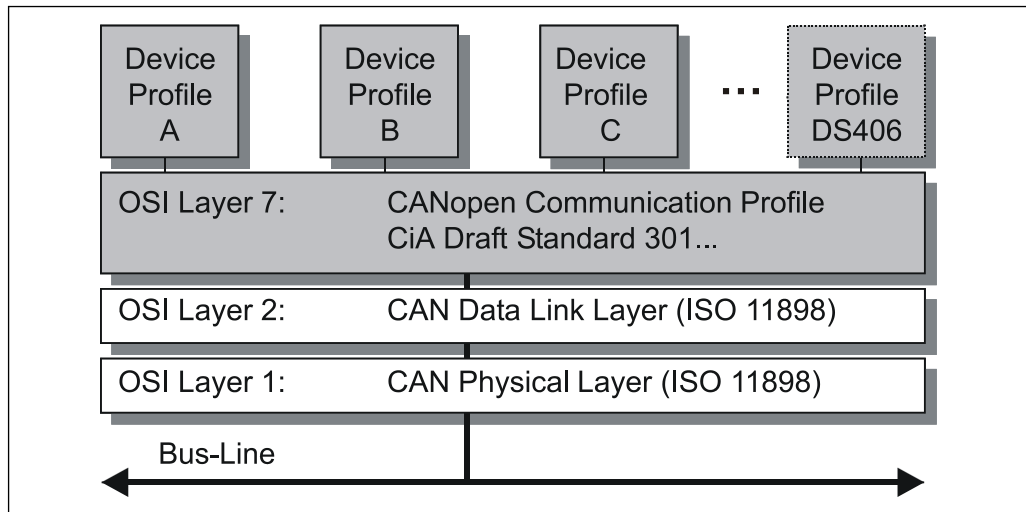 Device
Profile
A
Device
Profile
B
Device
Profile
C
...
Device
Profile
DS406
OSI Layer 7: CANopen Communication Profile
CiA Draft Standard 301...
OSI Layer 2: CAN Data Link Layer (ISO 11898)
OSI Layer 1: CAN Physical Layer (ISO 11898)
Bus-Line